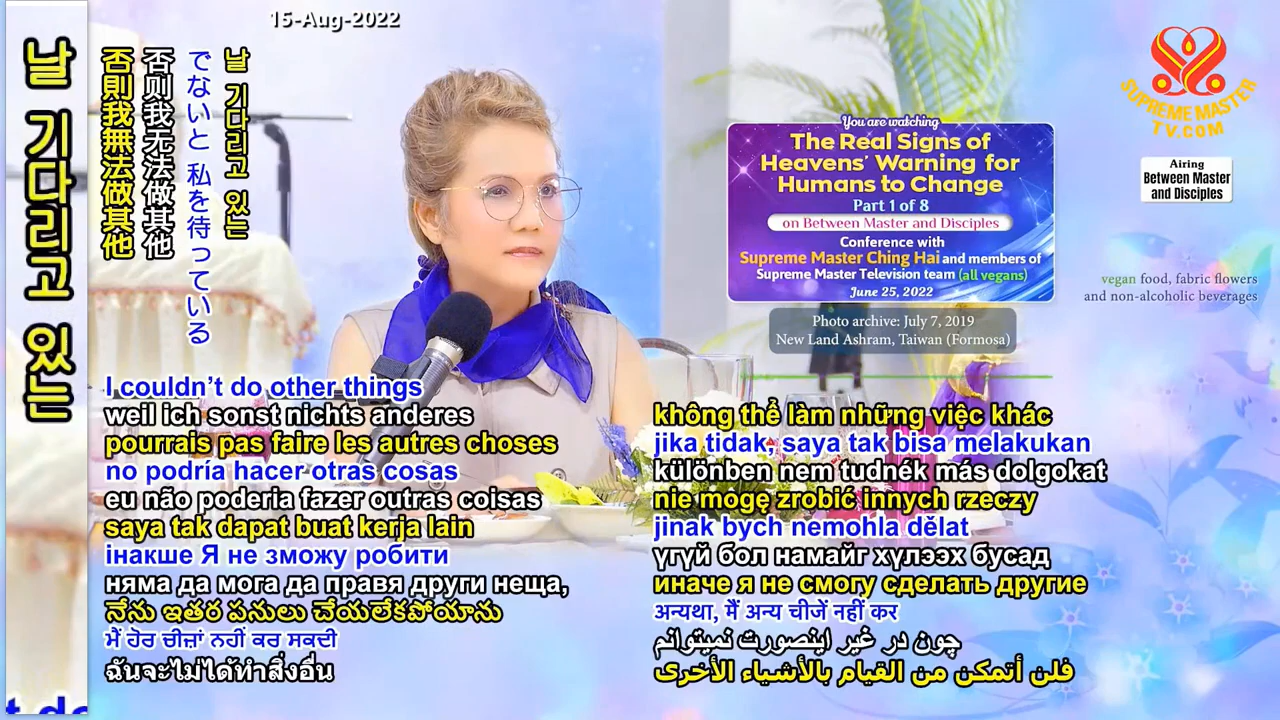 15-Aug-2022
날 기다리고 있는
否則我無法做其他
否则我无法做其他
でないと 私を待っている
날 기다리고 있는
SUPREME MASTER
TV.COM
Airing
Between Master
and Disciples
You are watching
The Real Signs of
Heavens' Warning for
Humans to Change
Part 1 of 8
on Between Master and Disciples
Conference with
Supreme Master Ching Hai and members of
Supreme Master Television team (all vegans)
June 25, 2022
Photo archive: July 7, 2019
New Land Ashram, Taiwan (Formosa)
vegan food, fabric flowers
and non-alcoholic beverages
I couldn't do other things
weil ich sonst nichts anderes
pourrais pas faire les autres choses
no podría hacer otras cosas
eu não poderia fazer outras coisas
saya tak dapat buat kerja lain
інакше Я не зможу робити
няма да мога да правя други неща,
నేను ఇతర పనులు చేయలేకపోయాను
ਮੈਂ ਹੋਰ ਚੀਜ਼ਾਂ ਨਹੀਂ ਕਰ ਸਕਦੀ
ฉันจะไม่ได้ทำสิ่งอื่น
không thể làm những việc khác
jika tidak, saya tak bisa melakukan
különben nem tudnék más dolgokat
nie mogę zrobić innych rzeczy
jinak bych nemohla dělat
үгүй бол намайг хүлээх бусад
иначе я не смогу сделать другие
अन्यथा, मैं अन्य चीजें नहीं कर
چون در غیر اینصورت نمیتوانم
فلن أتمكن من القيام بالأشياء الأخرى